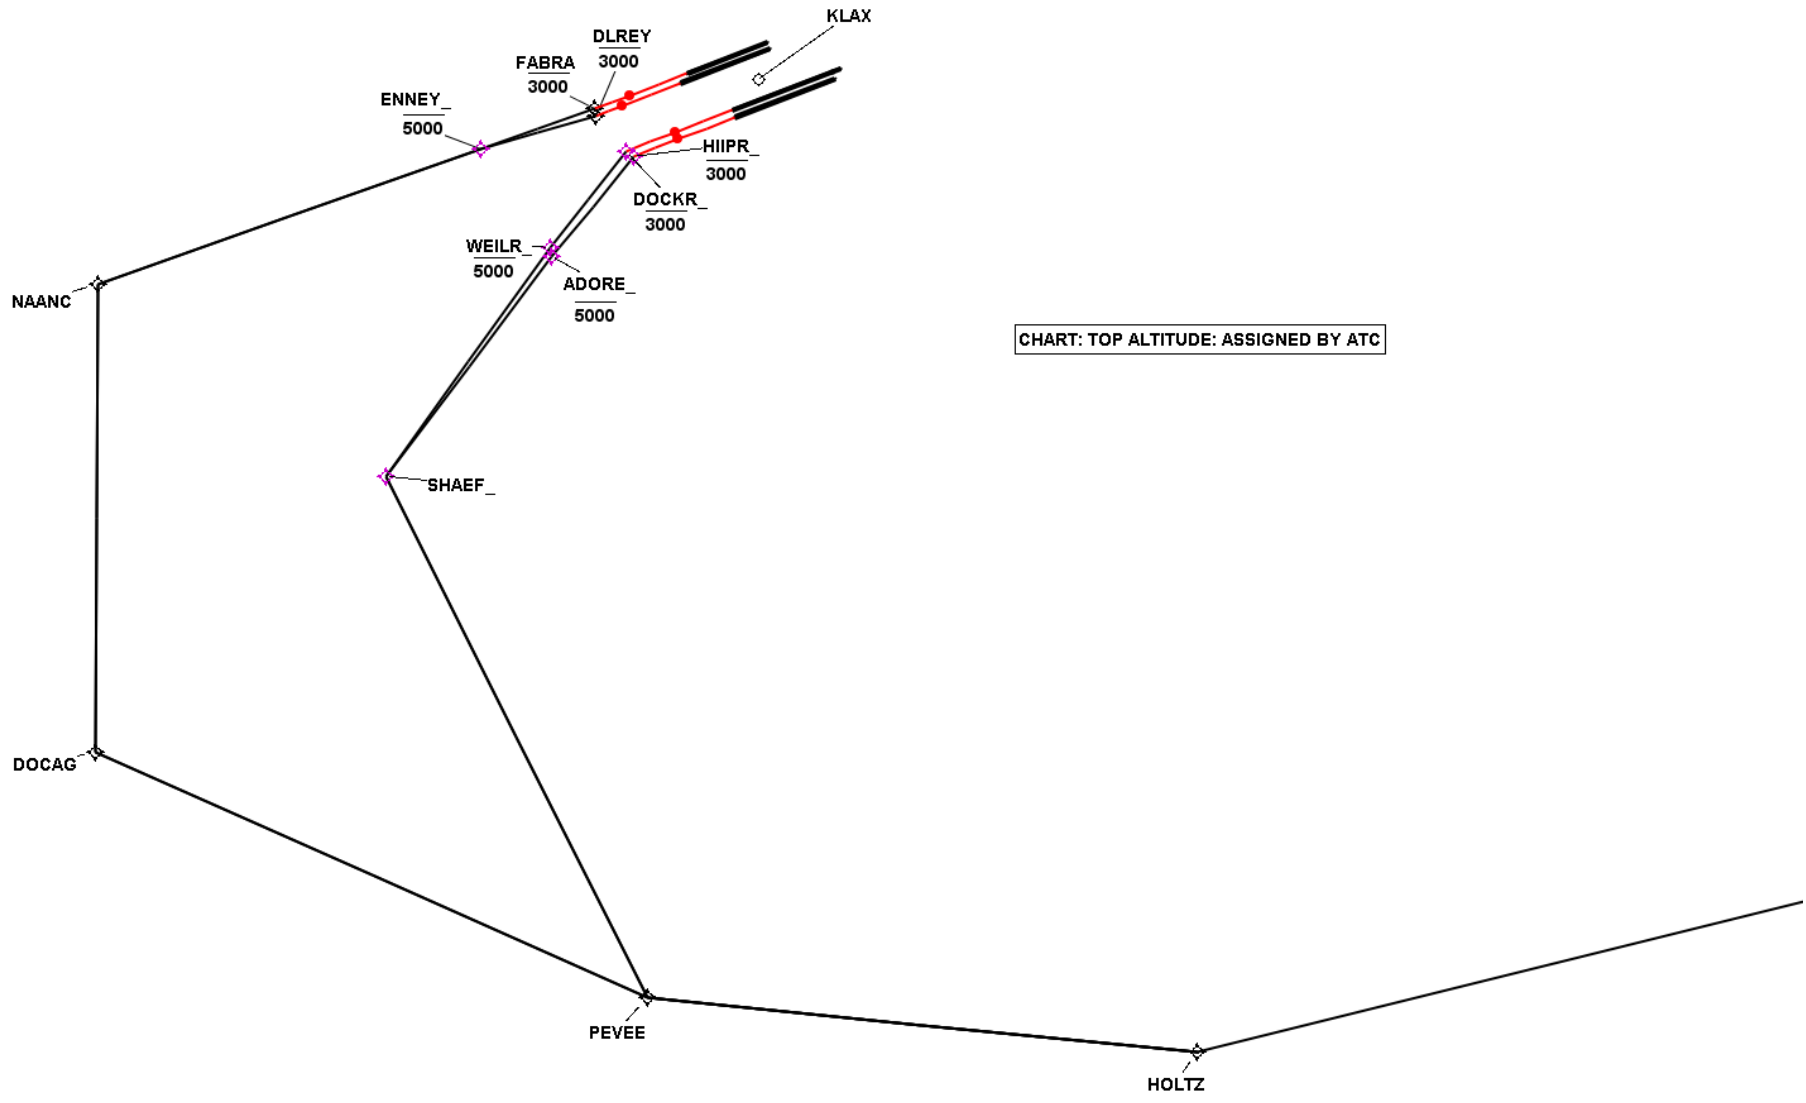 KLAX
DLREY
3000
FABRA
3000
ENNEY_
5000
HIIPR_
3000
DOCKR_
3000
WEILR_
5000
ADORE_
5000
NAANC
CHART: TOP ALTITUDE: ASSIGNED BY ATC
SHAEF_
DOCAG
PEVEE
HOLTZ